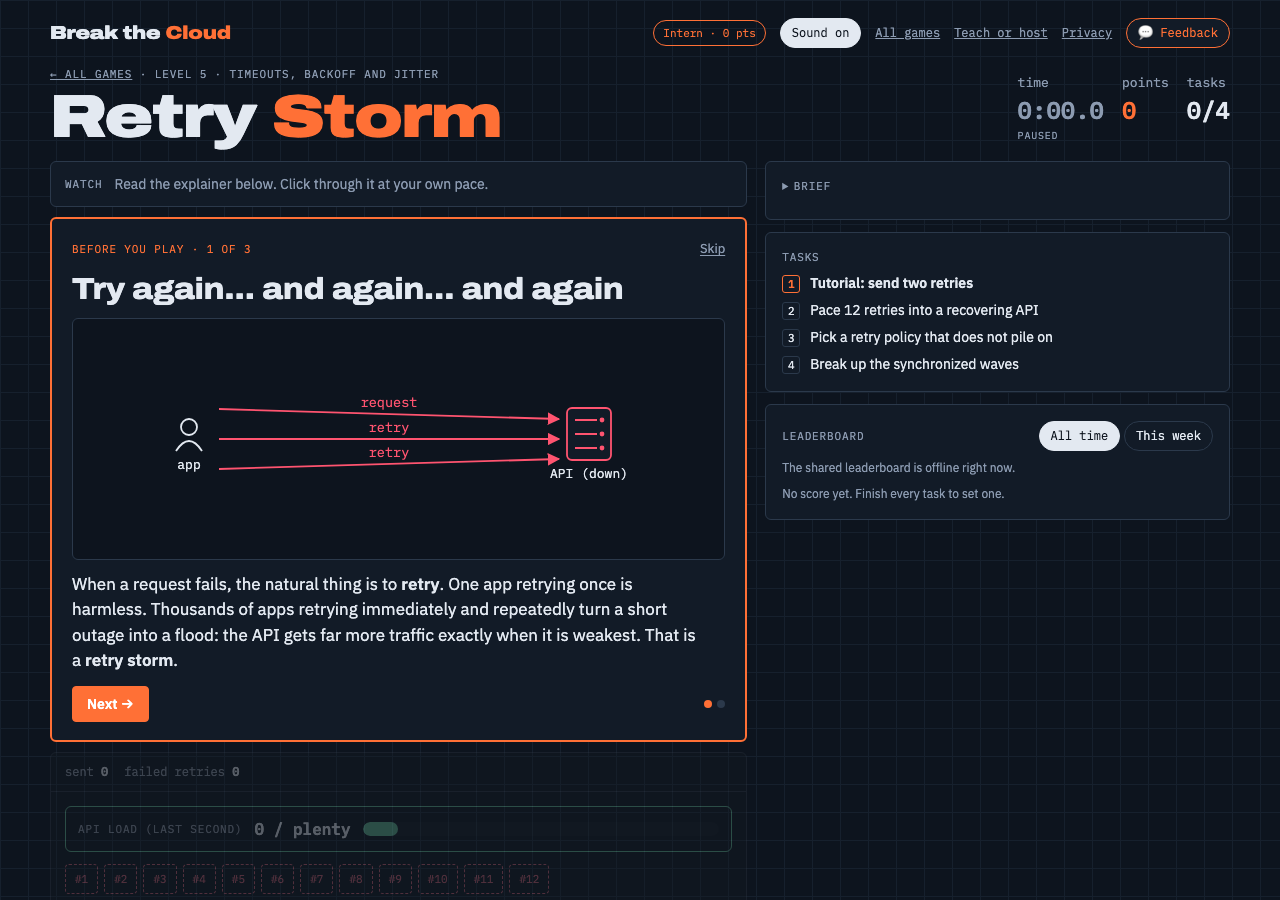 Break the Cloud
Intern · 0 pts
Sound on
All games
Teach or host
Privacy
💬 Feedback
← ALL GAMES · LEVEL 5 · TIMEOUTS, BACKOFF AND JITTER
Retry Storm
time
0:00.0
PAUSED
points
0
tasks
0/4
WATCH Read the explainer below. Click through it at your own pace.
BEFORE YOU PLAY · 1 OF 3
Skip
Try again... and again... and again
request
retry
retry
app
API (down)
When a request fails, the natural thing is to retry. One app retrying once is
harmless. Thousands of apps retrying immediately and repeatedly turn a short
outage into a flood: the API gets far more traffic exactly when it is weakest. That is
a retry storm.
Next →
sent 0 failed retries 0
API LOAD (LAST SECOND) 0 / plenty
#1 #2 #3 #4 #5 #6 #7 #8 #9 #10 #11 #12
▶ BRIEF
TASKS
1 Tutorial: send two retries
2 Pace 12 retries into a recovering API
3 Pick a retry policy that does not pile on
4 Break up the synchronized waves
LEADERBOARD
All time
This week
The shared leaderboard is offline right now.
No score yet. Finish every task to set one.